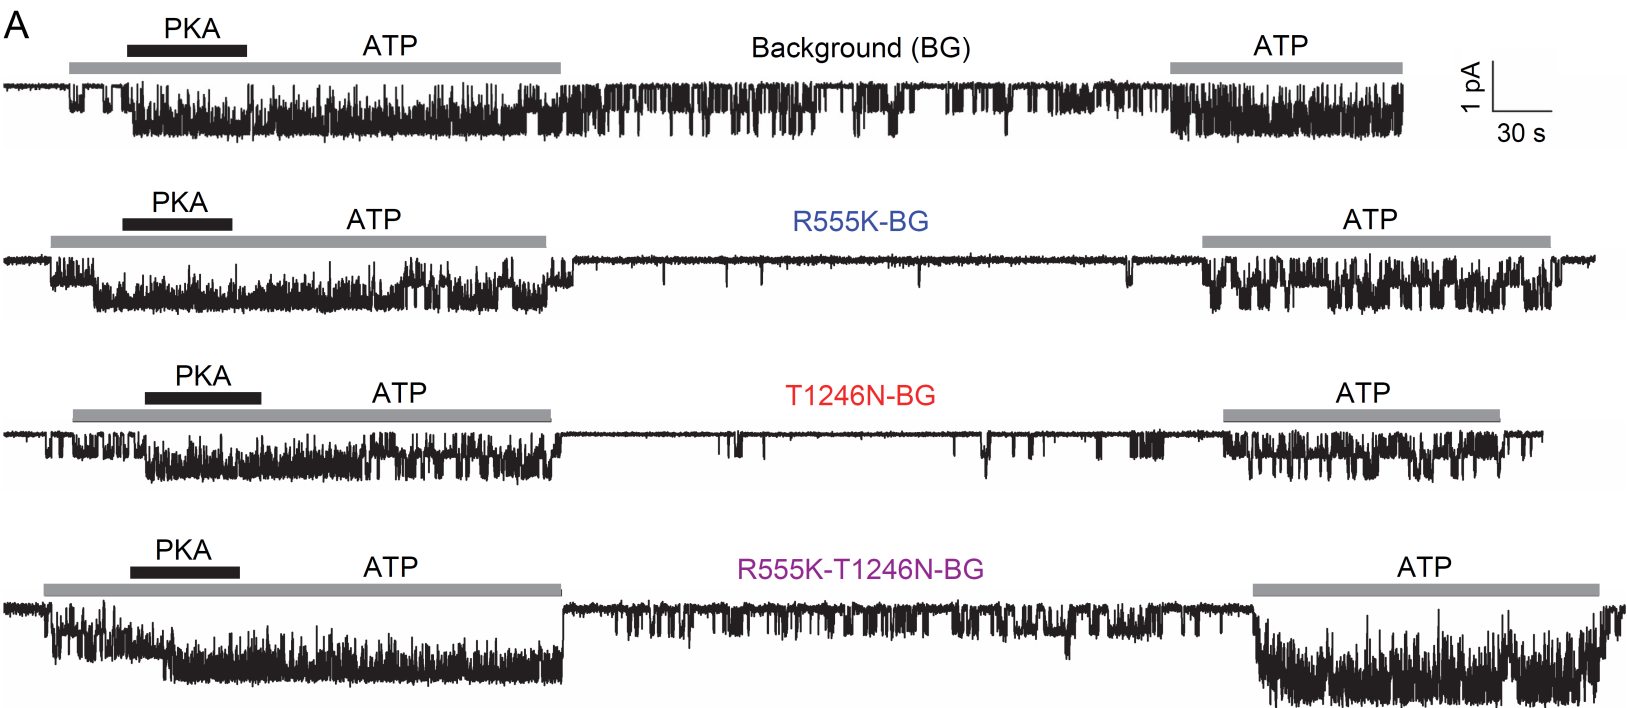 A
PKA
ATP
Background (BG)
ATP
1 pA
30 s
PKA
ATP
R555K-BG
ATP
PKA
ATP
T1246N-BG
ATP
PKA
ATP
R555K-T1246N-BG
ATP